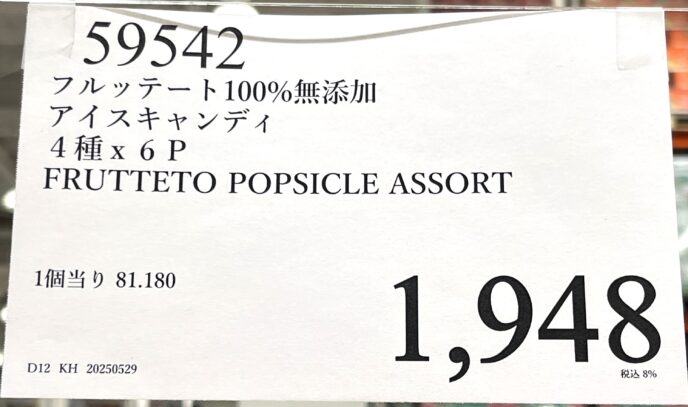 59542
フルッテート100%無添加
アイスキャンディ
４種ｘ６Ｐ
FRUTTETO POPSICLE ASSORT
1個当り 81.180
1,948
税込 8%
D12 KH 20250529